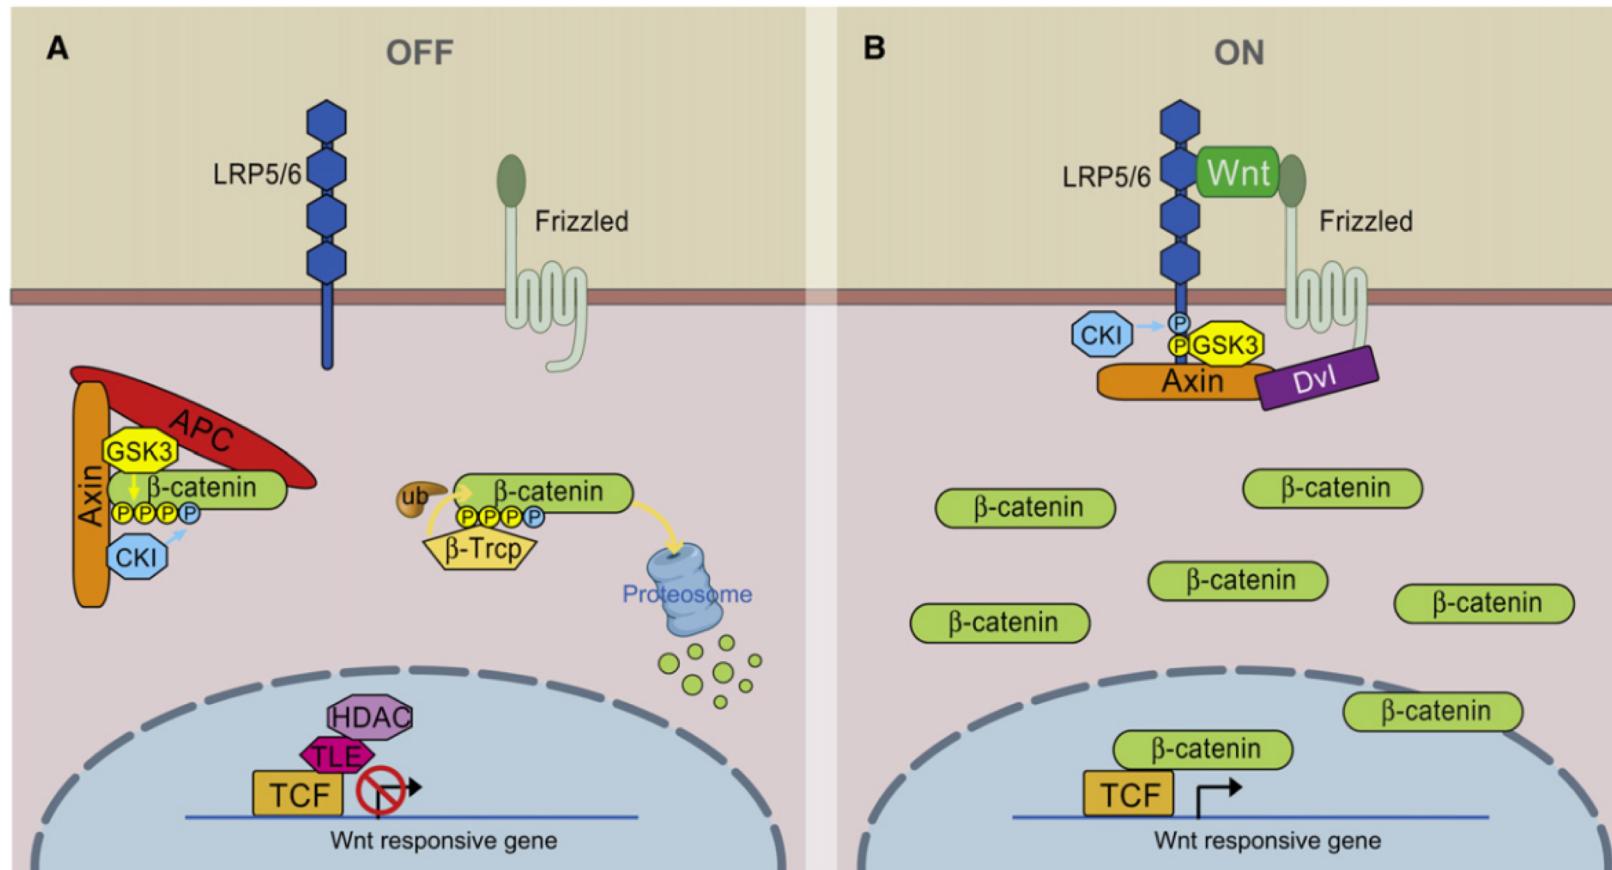 A
OFF
LRP5/6
Frizzled
APC
GSK3
Axin
β-catenin
P P P P
CKI
ub
β-catenin
P P P P
β-Trcp
Proteosome
HDAC
TLE
TCF
Wnt responsive gene
B
ON
LRP5/6
Wnt
Frizzled
CKI
P
P
GSK3
Axin
Dvl
β-catenin
β-catenin
β-catenin
β-catenin
β-catenin
β-catenin
β-catenin
TCF
Wnt responsive gene